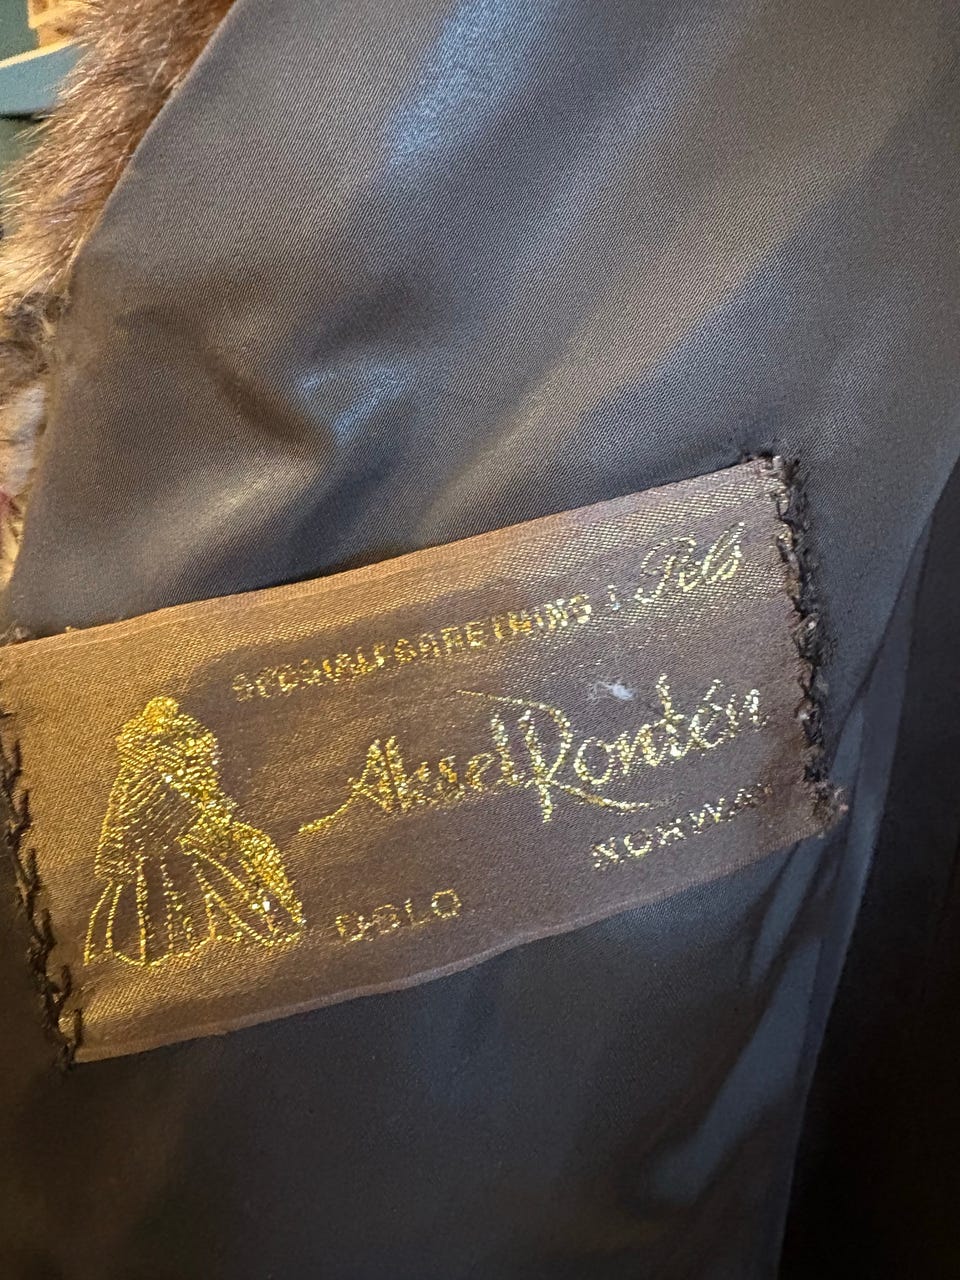 SPESIALFORRETNING I Pels
Aksel Rondén
OSLO NORWAY